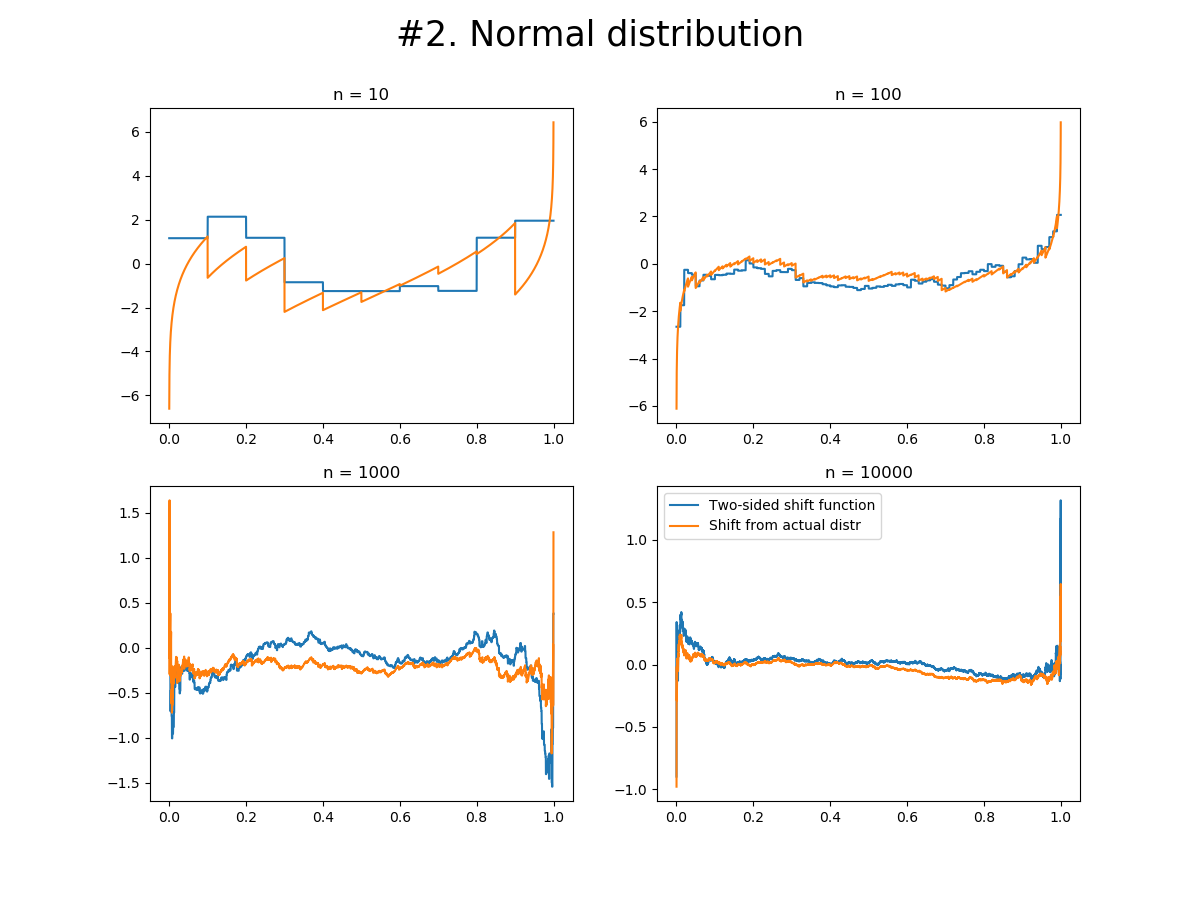 #2. Normal distribution
n = 10
6
4
2
0
−2
−4
−6
0.0 0.2 0.4 0.6 0.8 1.0
n = 100
6
4
2
0
−2
−4
−6
0.0 0.2 0.4 0.6 0.8 1.0
n = 1000
1.5
1.0
0.5
0.0
−0.5
−1.0
−1.5
0.0 0.2 0.4 0.6 0.8 1.0
n = 10000
Two-sided shift function
Shift from actual distr
1.0
0.5
0.0
−0.5
−1.0
0.0 0.2 0.4 0.6 0.8 1.0